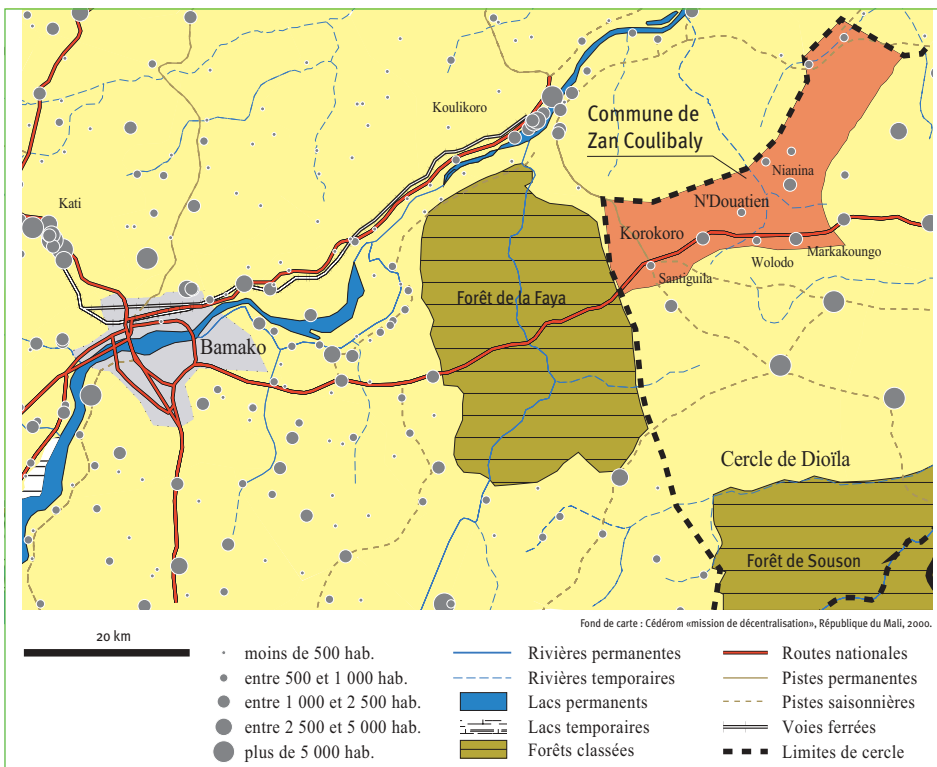 Koulikoro
Commune de
Zan Coulibaly
Nianina
Kati
N'Douatien
Korokoro
Markakoungo
Wolodo
Santiguila
Forêt de la Faya
Bamako
Cercle de Dioïla
Forêt de Souson
Fond de carte : Cédérom «mission de décentralisation», République du Mali, 2000.
20 km
moins de 500 hab.
entre 500 et 1 000 hab.
entre 1 000 et 2 500 hab.
entre 2 500 et 5 000 hab.
plus de 5 000 hab.
Rivières permanentes
Rivières temporaires
Lacs permanents
Lacs temporaires
Forêts classées
Routes nationales
Pistes permanentes
Pistes saisonnières
Voies ferrées
Limites de cercle